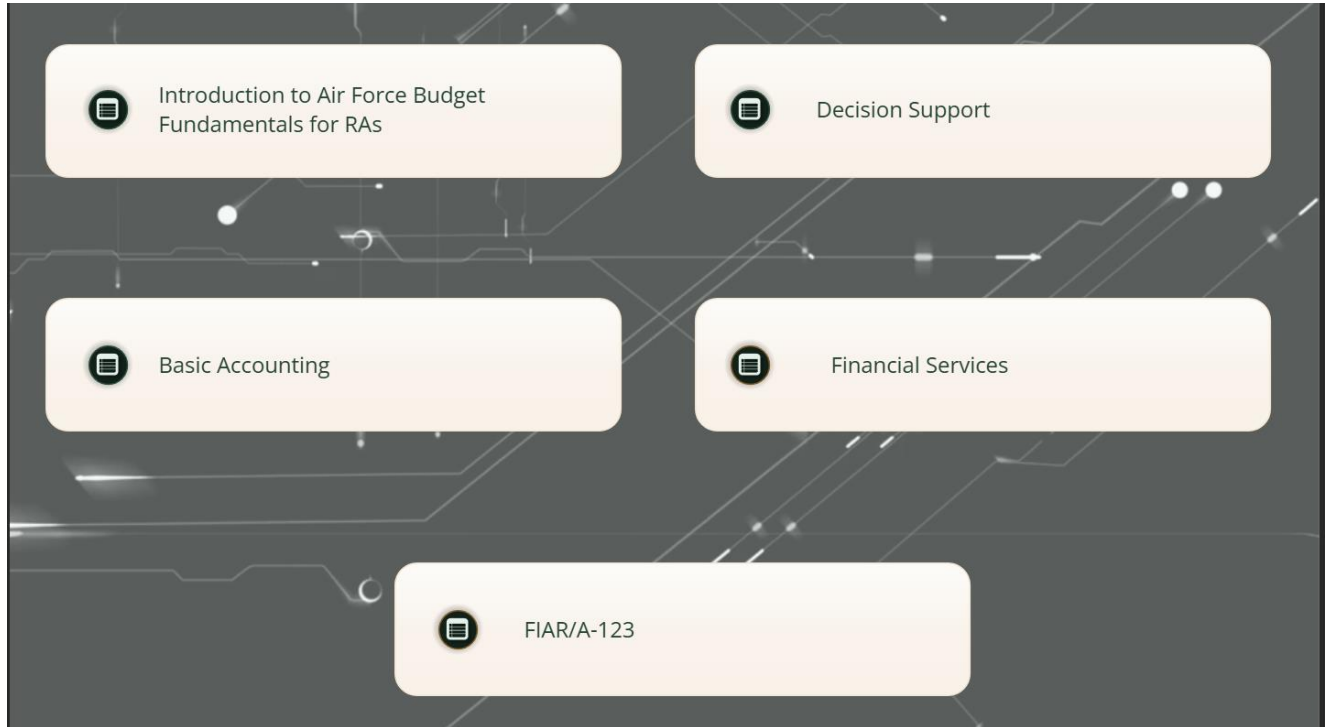 Introduction to Air Force Budget
Fundamentals for RAs
Decision Support
Basic Accounting
Financial Services
FIAR/A-123